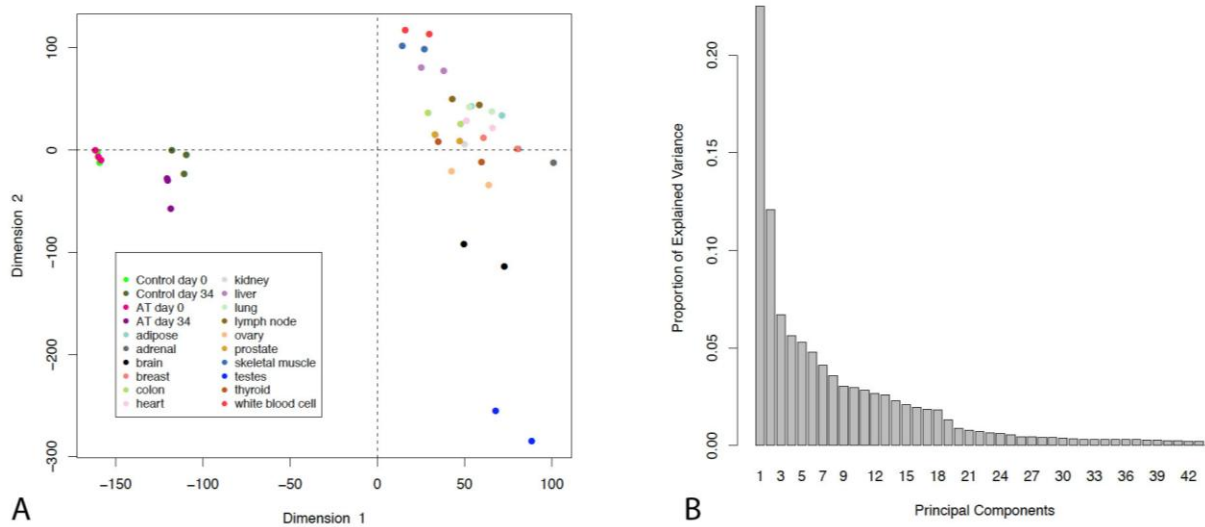 100
0
−100
−200
−300
Dimension 2
Control day 0
Control day 34
AT day 0
AT day 34
adipose
adrenal
brain
breast
colon
heart
kidney
liver
lung
lymph node
ovary
prostate
skeletal muscle
testes
thyroid
white blood cell
−150 −100 −50 0 50 100
Dimension 1
A
0.20
0.15
0.10
0.05
0.00
Proportion of Explained Variance
1 3 5 7 9 12 15 18 21 24 27 30 33 36 39 42
Principal Components
B